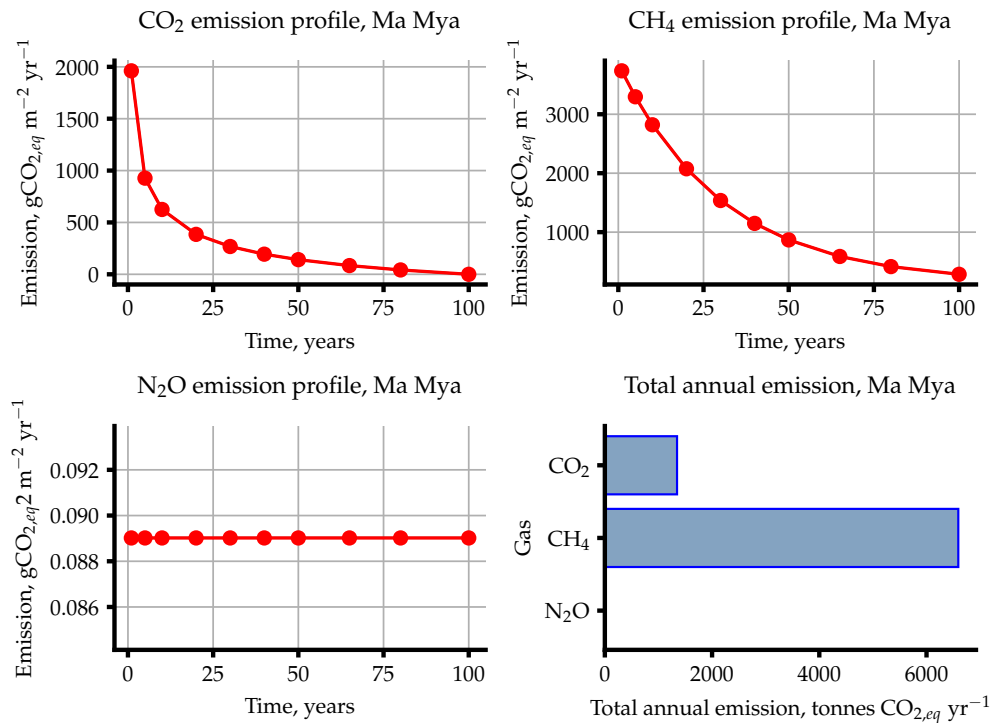 CO₂ emission profile, Ma Mya
Emission, gCO₂,eq m⁻² yr⁻¹
2000
1500
1000
500
0
0 25 50 75 100
Time, years
CH₄ emission profile, Ma Mya
Emission, gCO₂,eq m⁻² yr⁻¹
3000
2000
1000
0 25 50 75 100
Time, years
N₂O emission profile, Ma Mya
Emission, gCO₂,eq2 m⁻² yr⁻¹
0.092
0.090
0.088
0.086
0 25 50 75 100
Time, years
Total annual emission, Ma Mya
Gas
CO₂
CH₄
N₂O
0 2000 4000 6000
Total annual emission, tonnes CO₂,eq yr⁻¹